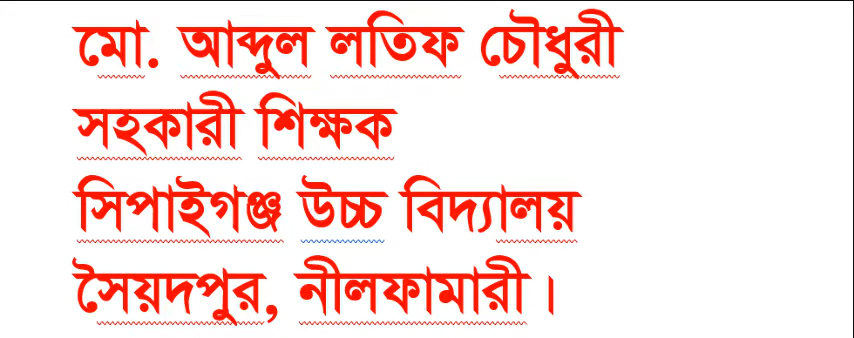 মো. আব্দুল লতিফ চৌধুরী
সহকারী শিক্ষক
সিপাইগঞ্জ উচ্চ বিদ্যালয়
সৈয়দপুর, নীলফামারী।